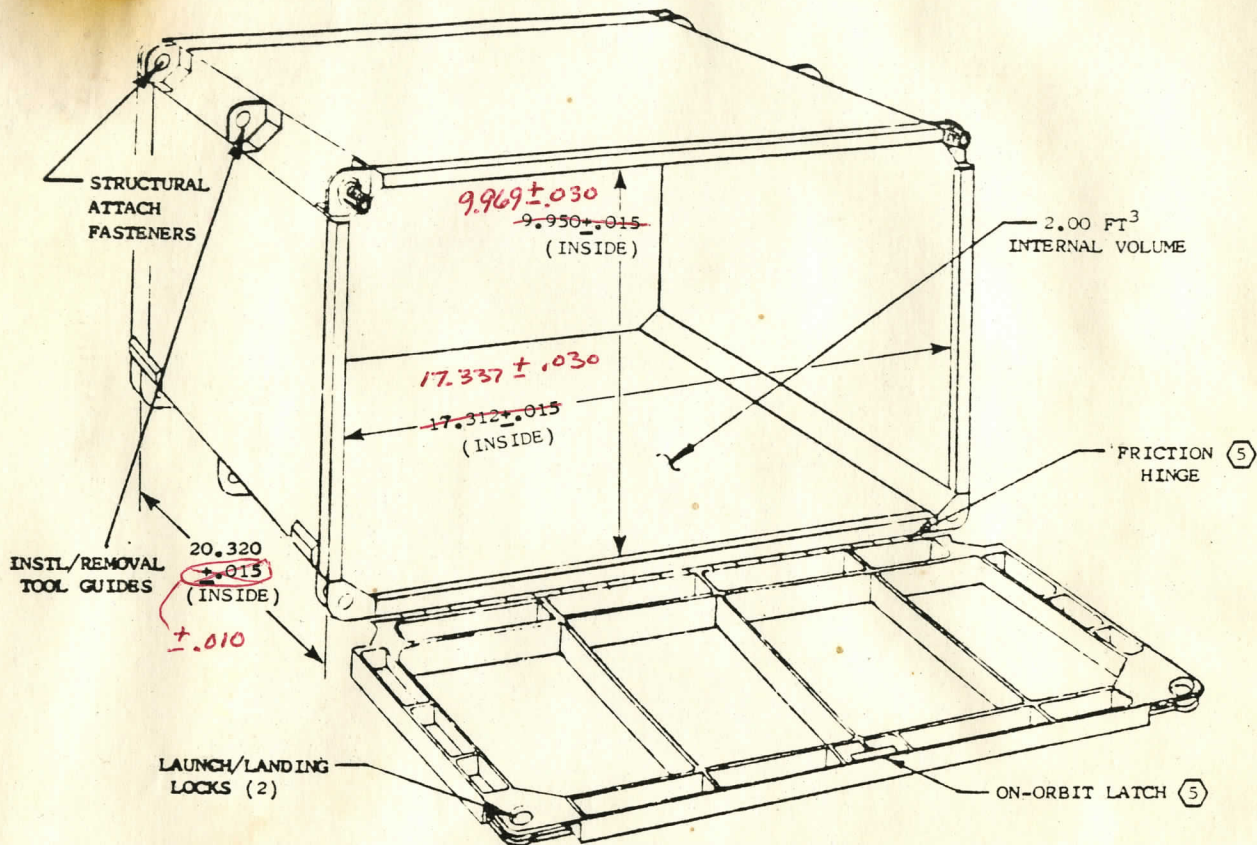 STRUCTURAL
ATTACH
FASTENERS
9.969 ± .030
9.950±.015
(INSIDE)
2.00 FT³
INTERNAL VOLUME
17.337 ± .030
17.312±.015
(INSIDE)
FRICTION 5
HINGE
INSTL/REMOVAL
TOOL GUIDES
20.320
±.015
(INSIDE)
±.010
LAUNCH/LANDING
LOCKS (2)
ON-ORBIT LATCH 5